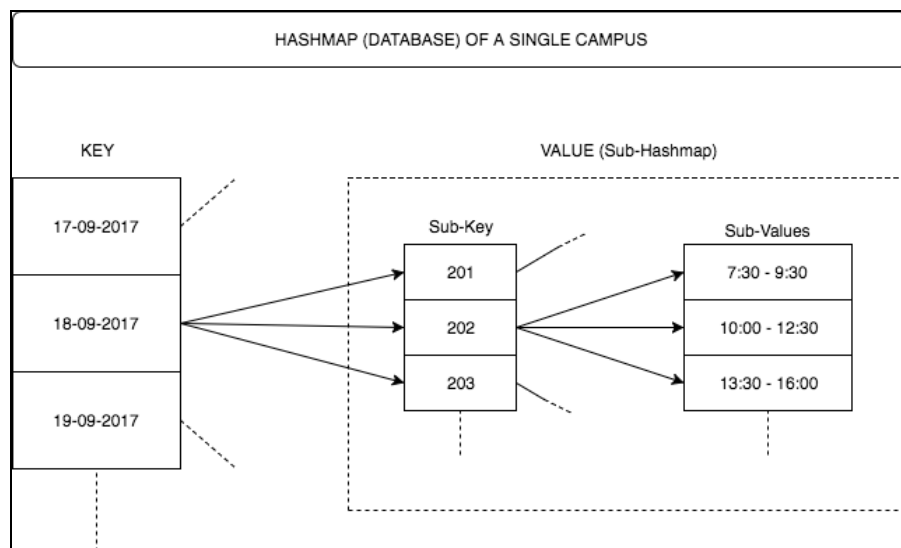 HASHMAP (DATABASE) OF A SINGLE CAMPUS
KEY
VALUE (Sub-Hashmap)
17-09-2017
18-09-2017
19-09-2017
Sub-Key
201
202
203
Sub-Values
7:30 - 9:30
10:00 - 12:30
13:30 - 16:00